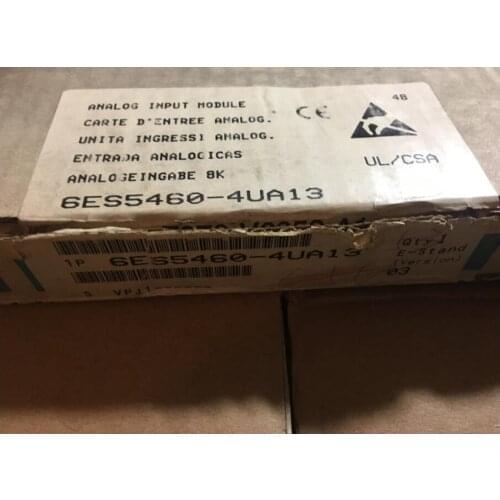 ANALOG INPUT MODULE
CARTE D'ENTREE ANALOG.
UNITA INGRESSI ANALOG.
ENTRADA ANALOGICAS
ANALOGEINGABE 8K
6ES5460-4UA13
CE
4B
UL/CSA
1P 6ES5460-4UA13
Qty.1
E-Stand
(Version)
03
S VPJ1